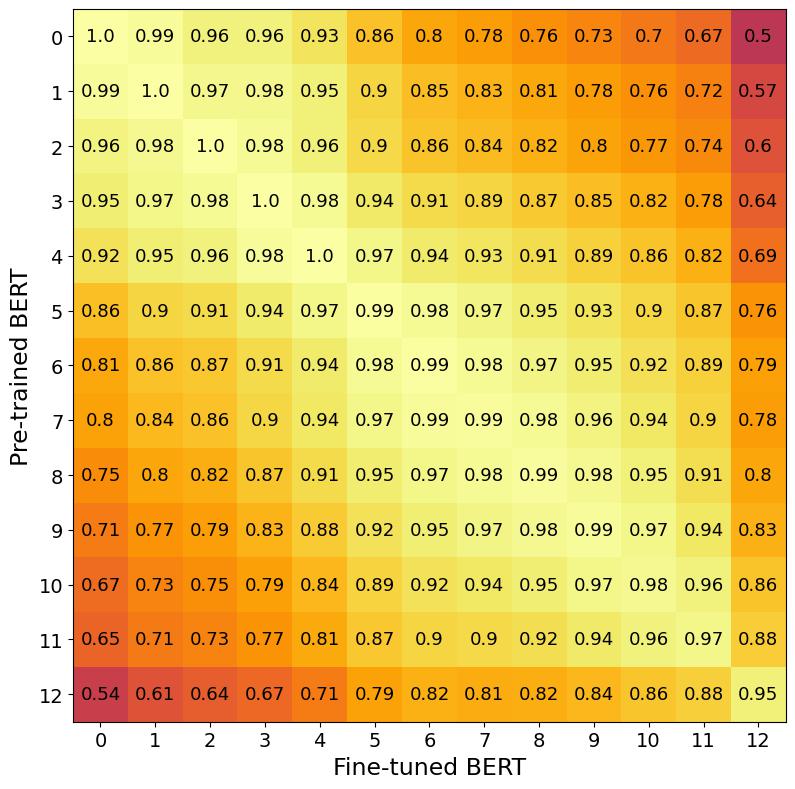 0 1.0 0.99 0.96 0.96 0.93 0.86 0.8 0.78 0.76 0.73 0.7 0.67 0.5
1 0.99 1.0 0.97 0.98 0.95 0.9 0.85 0.83 0.81 0.78 0.76 0.72 0.57
2 0.96 0.98 1.0 0.98 0.96 0.9 0.86 0.84 0.82 0.8 0.77 0.74 0.6
3 0.95 0.97 0.98 1.0 0.98 0.94 0.91 0.89 0.87 0.85 0.82 0.78 0.64
4 0.92 0.95 0.96 0.98 1.0 0.97 0.94 0.93 0.91 0.89 0.86 0.82 0.69
5 0.86 0.9 0.91 0.94 0.97 0.99 0.98 0.97 0.95 0.93 0.9 0.87 0.76
6 0.81 0.86 0.87 0.91 0.94 0.98 0.99 0.98 0.97 0.95 0.92 0.89 0.79
7 0.8 0.84 0.86 0.9 0.94 0.97 0.99 0.99 0.98 0.96 0.94 0.9 0.78
8 0.75 0.8 0.82 0.87 0.91 0.95 0.97 0.98 0.99 0.98 0.95 0.91 0.8
9 0.71 0.77 0.79 0.83 0.88 0.92 0.95 0.97 0.98 0.99 0.97 0.94 0.83
10 0.67 0.73 0.75 0.79 0.84 0.89 0.92 0.94 0.95 0.97 0.98 0.96 0.86
11 0.65 0.71 0.73 0.77 0.81 0.87 0.9 0.9 0.92 0.94 0.96 0.97 0.88
12 0.54 0.61 0.64 0.67 0.71 0.79 0.82 0.81 0.82 0.84 0.86 0.88 0.95
0 1 2 3 4 5 6 7 8 9 10 11 12
Fine-tuned BERT
Pre-trained BERT